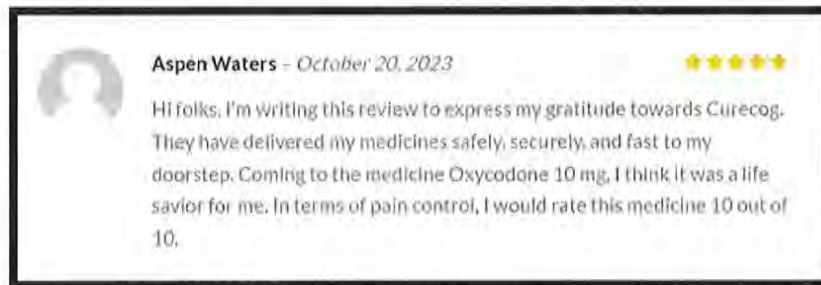 Aspen Waters – October 20, 2023
Hi folks, I'm writing this review to express my gratitude towards Curecog.
They have delivered my medicines safely, securely, and fast to my
doorstep. Coming to the medicine Oxycodone 10 mg, I think it was a life
savior for me. In terms of pain control, I would rate this medicine 10 out of
10.